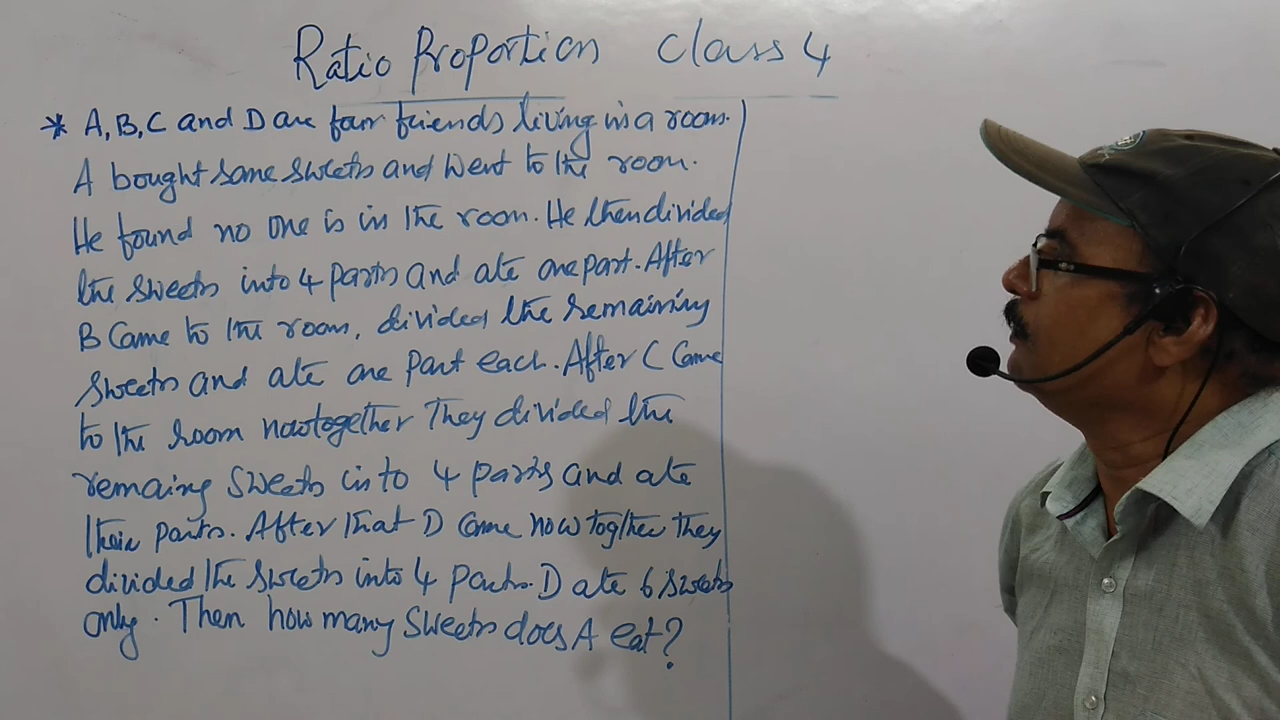 Ratio Proportion Class 4
* A, B, C and D are four friends living in a room.
A bought some sweets and went to the room.
He found no one is in the room. He then divided
the sweets into 4 parts and ate one part. After
B Came to the room, divided the remaining
sweets and ate one part each. After C Came
to the room now together They divided the
remaing sweets into 4 parts and ate
their parts. After that D Came now togther they
divided the sweets into 4 parts. D ate 6 sweets
only. Then how many sweets does A eat?